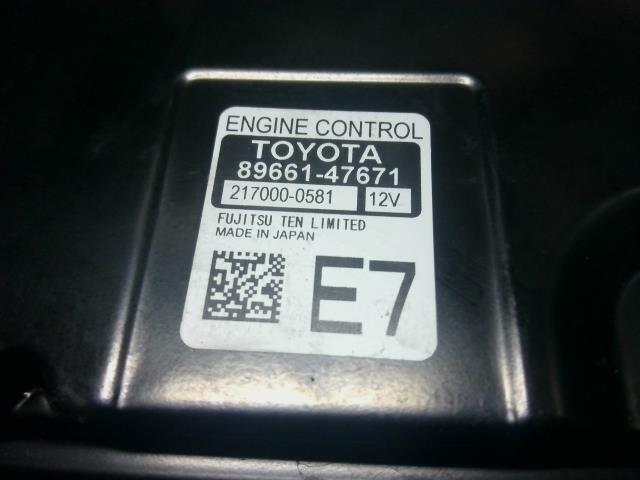 ENGINE CONTROL
TOYOTA
89661-47671
217000-0581 12V
FUJITSU TEN LIMITED
MADE IN JAPAN
E7